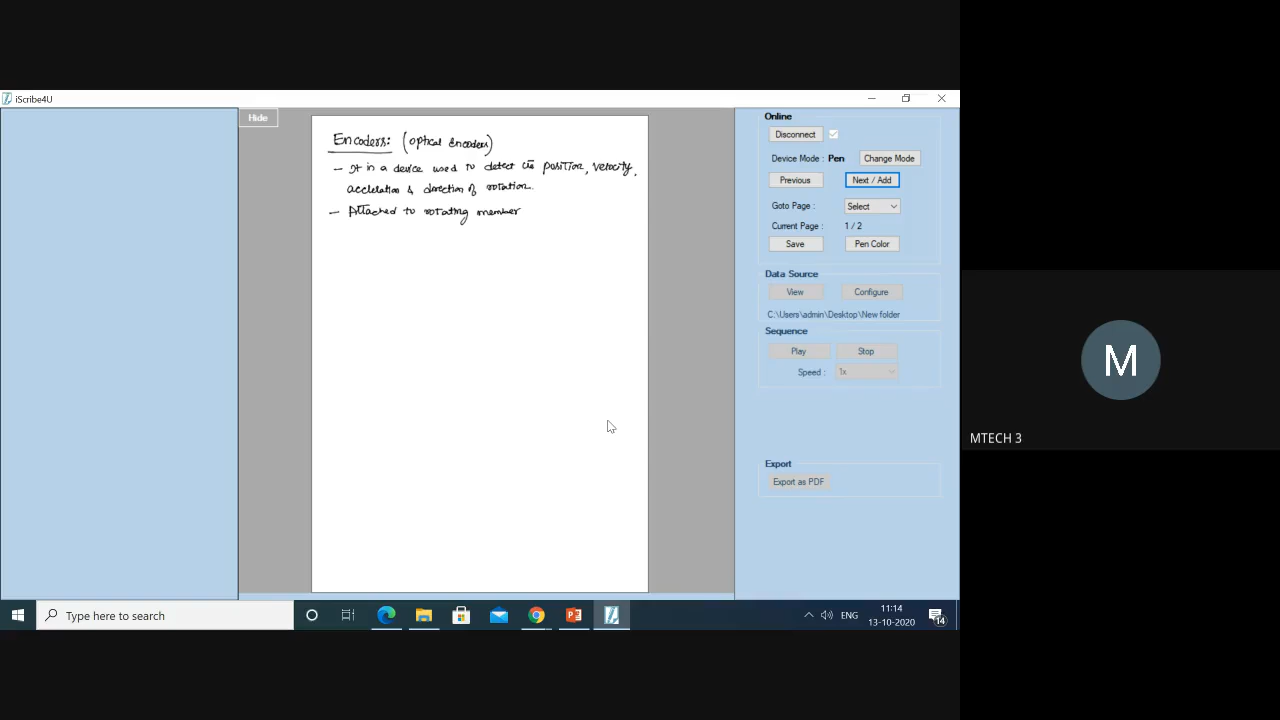 iScribe4U
Hide
Encoders: (optical encoders)
- It is a device used to detect the position, velocity,
accleration & direction of rotation.
- Attached to rotating member
Online
Disconnect
Device Mode : Pen Change Mode
Previous Next / Add
Goto Page : Select
Current Page : 1 / 2
Save Pen Color
Data Source
View Configure
C:\Users\admin\Desktop\New folder
Sequence
Play Stop
Speed : 1x
Export
Export as PDF
M
MTECH 3
Type here to search
ENG
11:14
13-10-2020
14